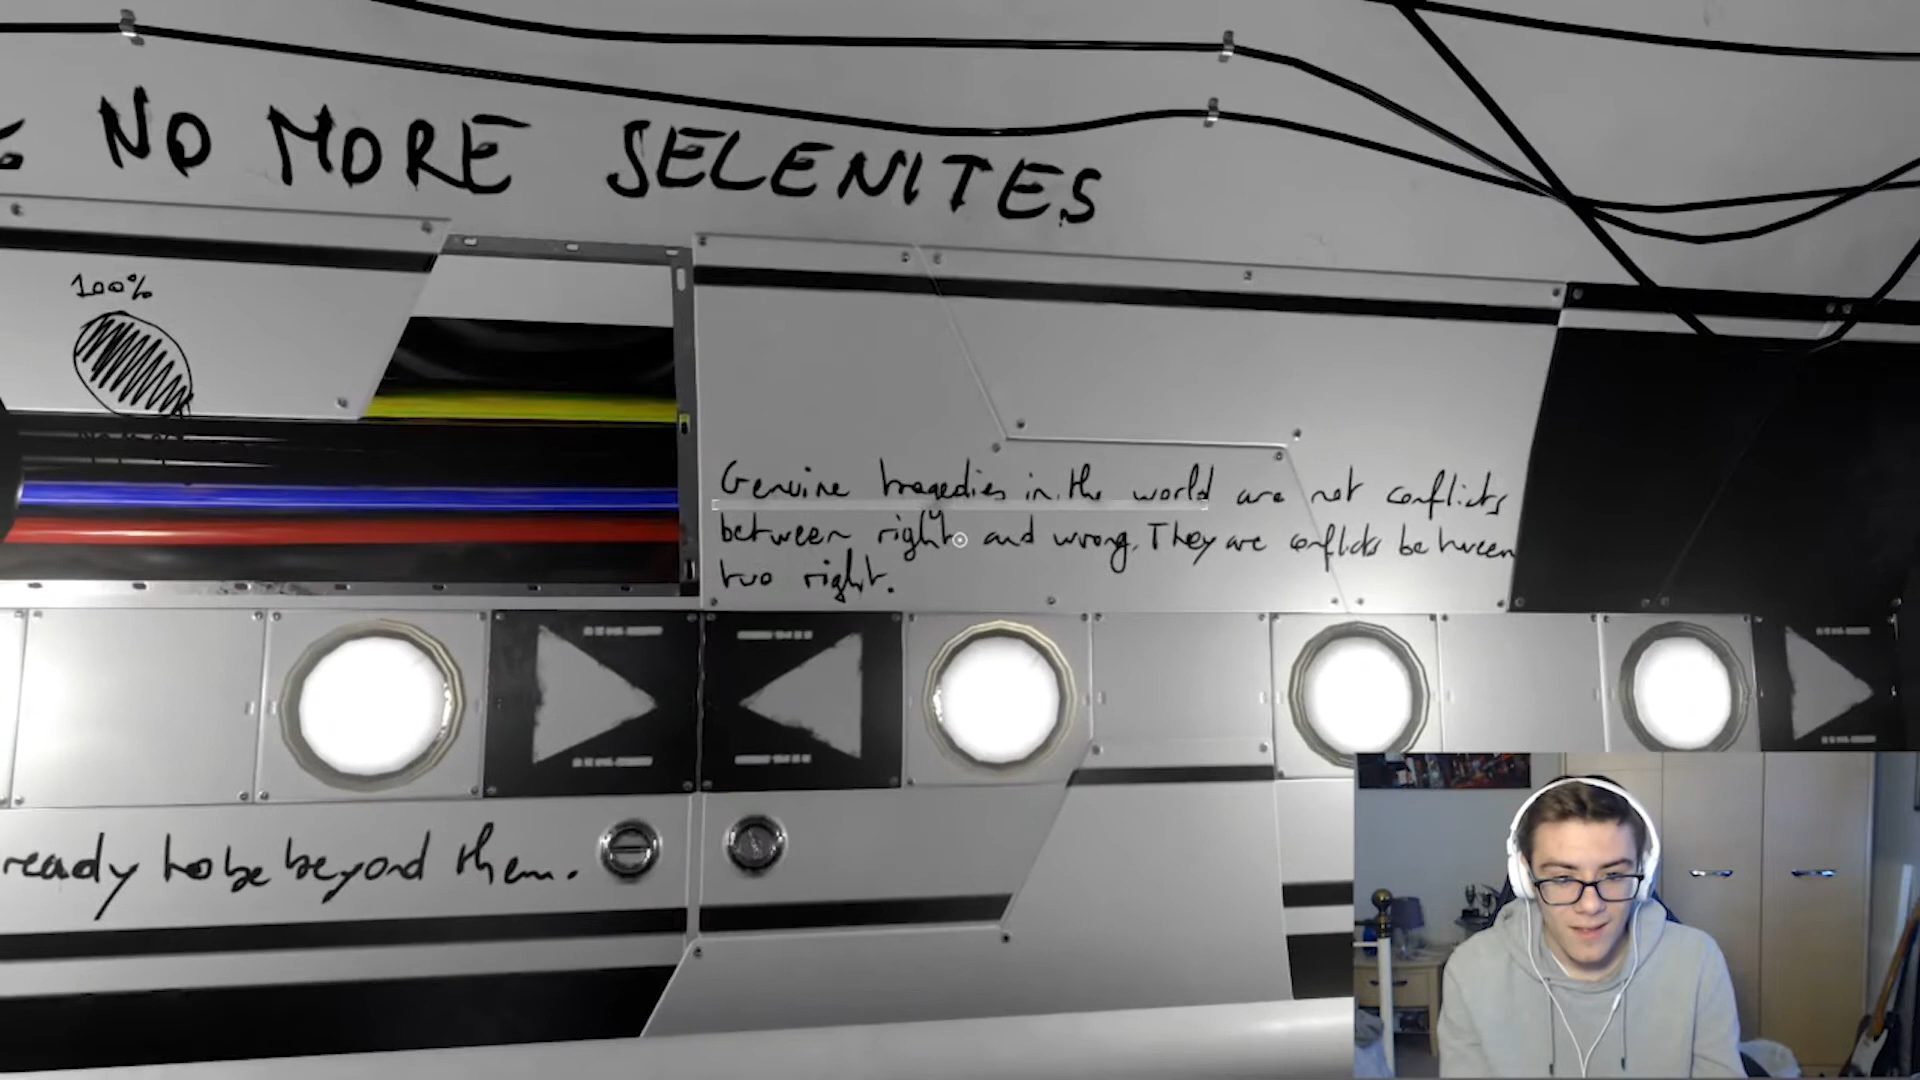 NO MORE SELENITES
100%
Genuine tragedies in the world are not conflicts
between right and wrong. They are conflicts between
two right.
ready to be beyond them.